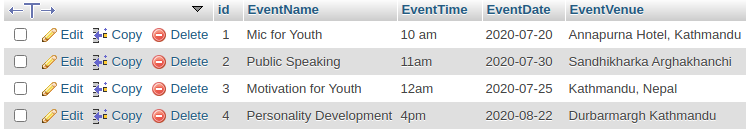 id EventName EventTime EventDate EventVenue
Edit Copy Delete 1 Mic for Youth 10 am 2020-07-20 Annapurna Hotel, Kathmandu
Edit Copy Delete 2 Public Speaking 11am 2020-07-30 Sandhikharka Arghakhanchi
Edit Copy Delete 3 Motivation for Youth 12am 2020-07-25 Kathmandu, Nepal
Edit Copy Delete 4 Personality Development 4pm 2020-08-22 Durbarmargh Kathmandu